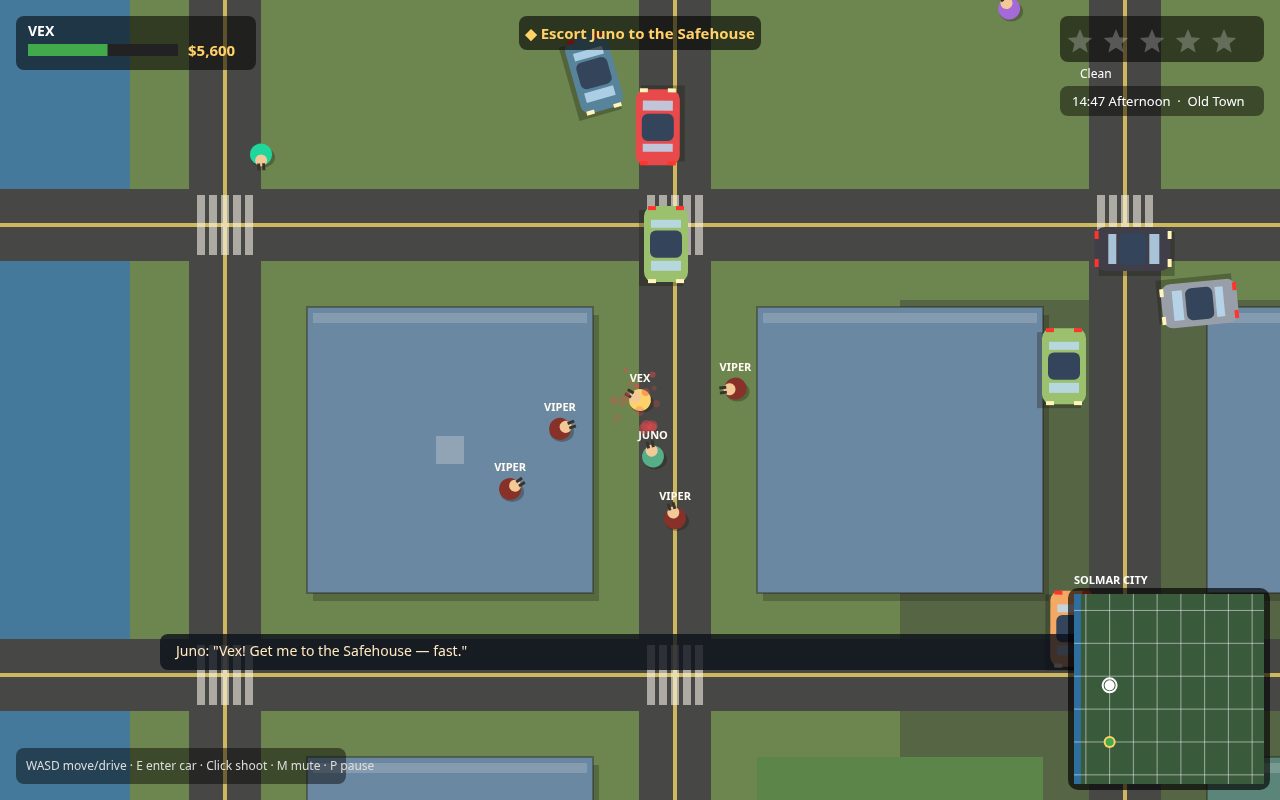 VEX
$5,600
◆ Escort Juno to the Safehouse
Clean
14:47 Afternoon · Old Town
VEX
VIPER
VIPER
JUNO
VIPER
VIPER
SOLMAR CITY
Juno: "Vex! Get me to the Safehouse — fast."
WASD move/drive · E enter car · Click shoot · M mute · P pause